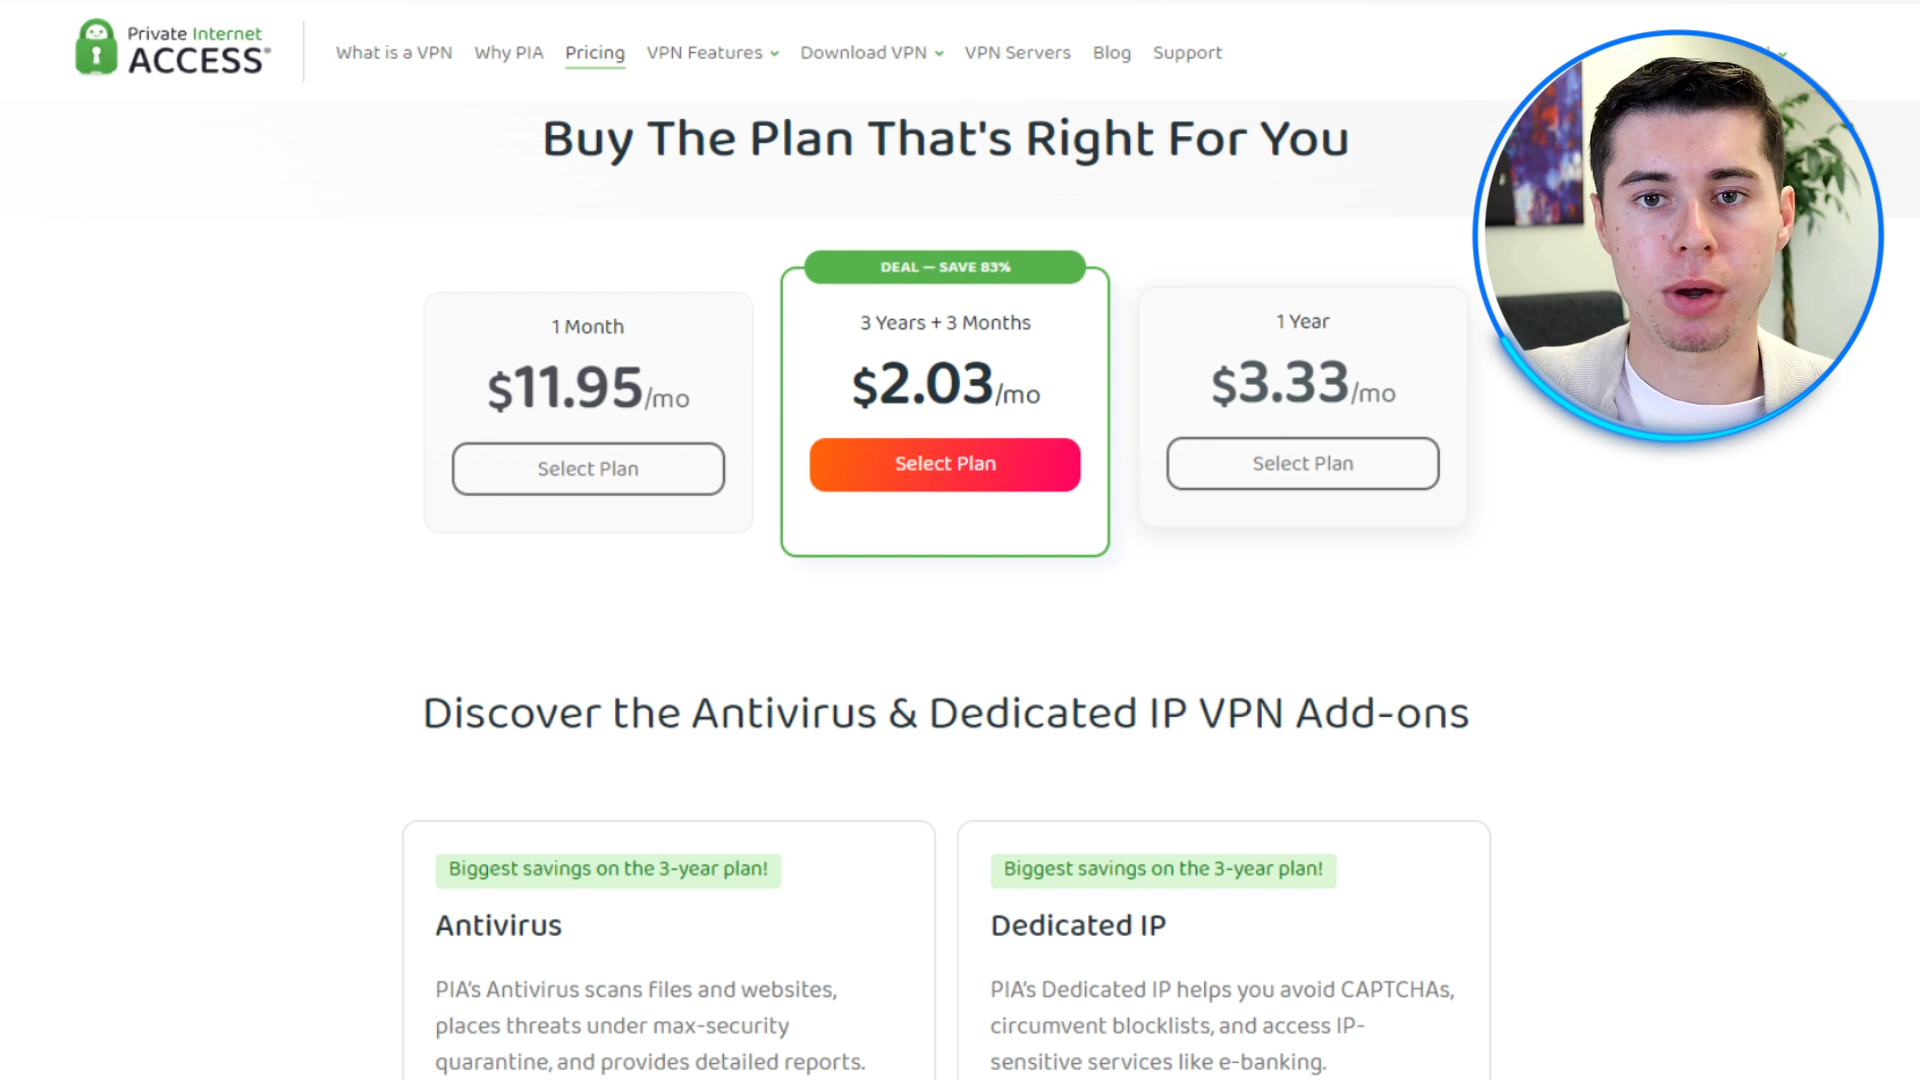 Private Internet
ACCESS®
What is a VPN Why PIA Pricing VPN Features Download VPN VPN Servers Blog Support
Buy The Plan That's Right For You
DEAL — SAVE 83%
1 Month
$11.95/mo
Select Plan
3 Years + 3 Months
$2.03/mo
Select Plan
1 Year
$3.33/mo
Select Plan
Discover the Antivirus & Dedicated IP VPN Add-ons
Biggest savings on the 3-year plan!
Antivirus
PIA's Antivirus scans files and websites,
places threats under max-security
quarantine, and provides detailed reports.
Biggest savings on the 3-year plan!
Dedicated IP
PIA's Dedicated IP helps you avoid CAPTCHAs,
circumvent blocklists, and access IP-
sensitive services like e-banking.